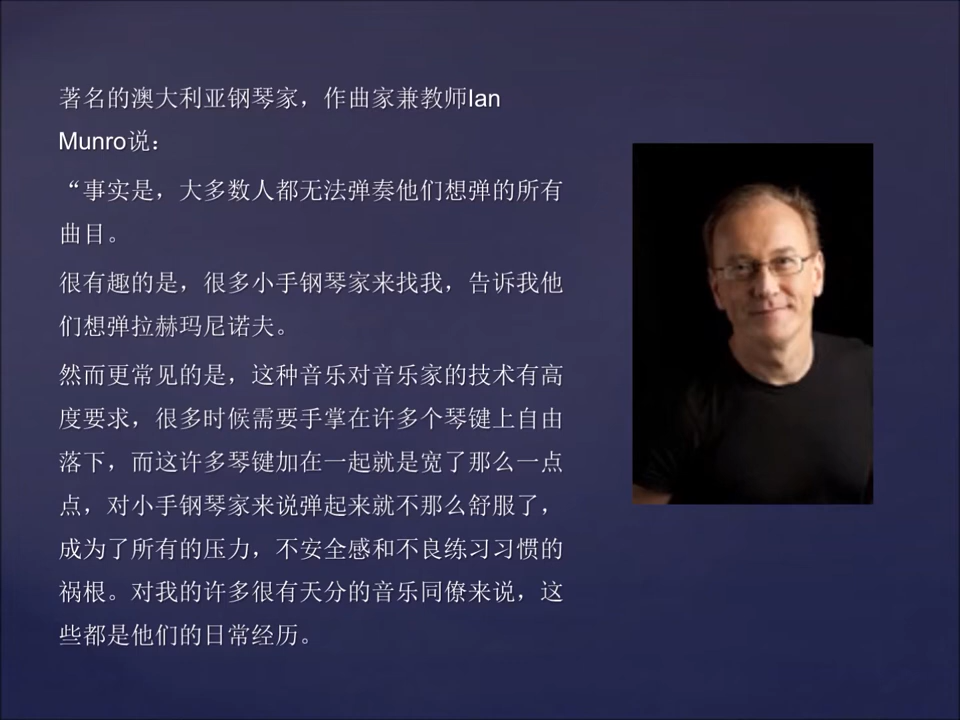 著名的澳大利亚钢琴家，作曲家兼教师Ian
Munro说：
“事实是，大多数人都无法弹奏他们想弹的所有
曲目。
很有趣的是，很多小手钢琴家来找我，告诉我他
们想弹拉赫玛尼诺夫。
然而更常见的是，这种音乐对音乐家的技术有高
度要求，很多时候需要手掌在许多个琴键上自由
落下，而这许多琴键加在一起就是宽了那么一点
点，对小手钢琴家来说弹起来就不那么舒服了，
成为了所有的压力，不安全感和不良练习习惯的
祸根。对我的许多很有天分的音乐同僚来说，这
些都是他们的日常经历。